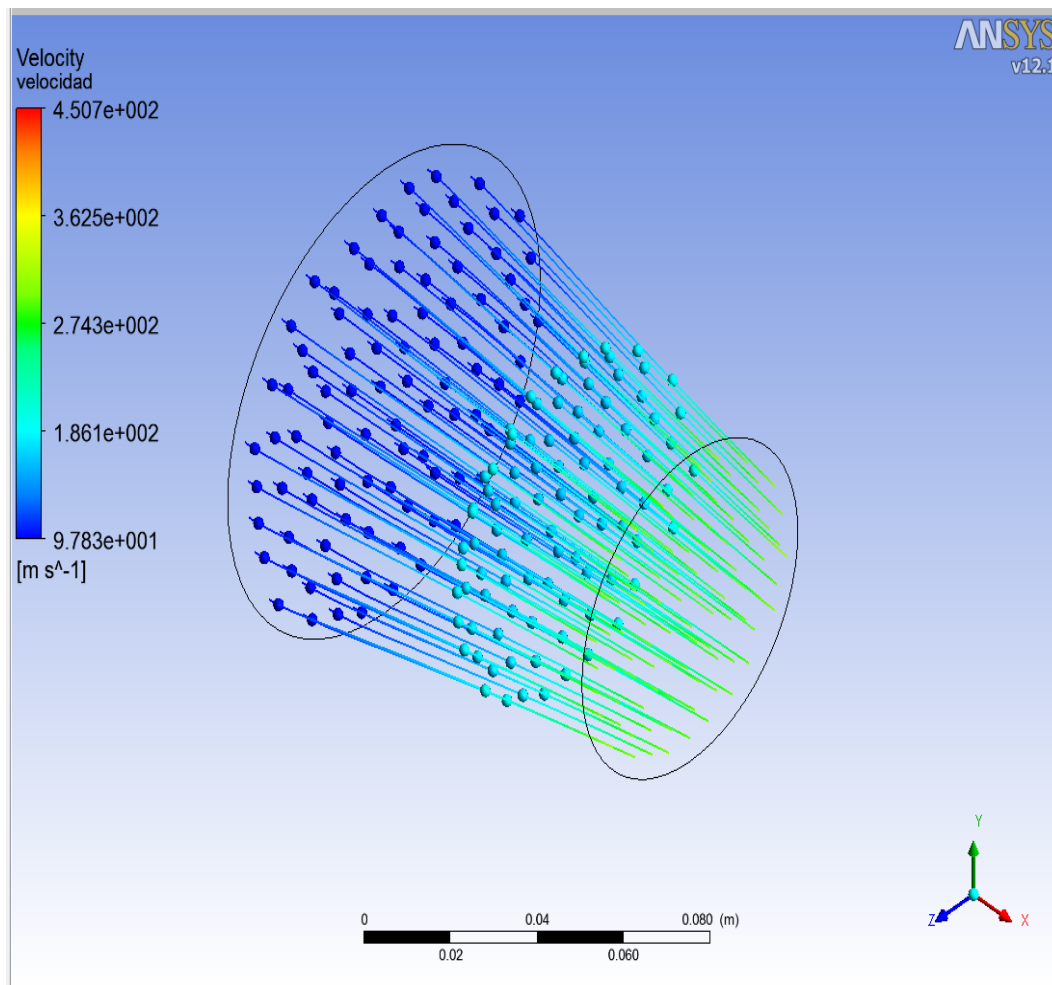 ANSYS
v12.1
Velocity
velocidad
4.507e+002
3.625e+002
2.743e+002
1.861e+002
9.783e+001
[m s^-1]
Y
Z
X
0 0.04 0.080 (m)
0.02 0.060